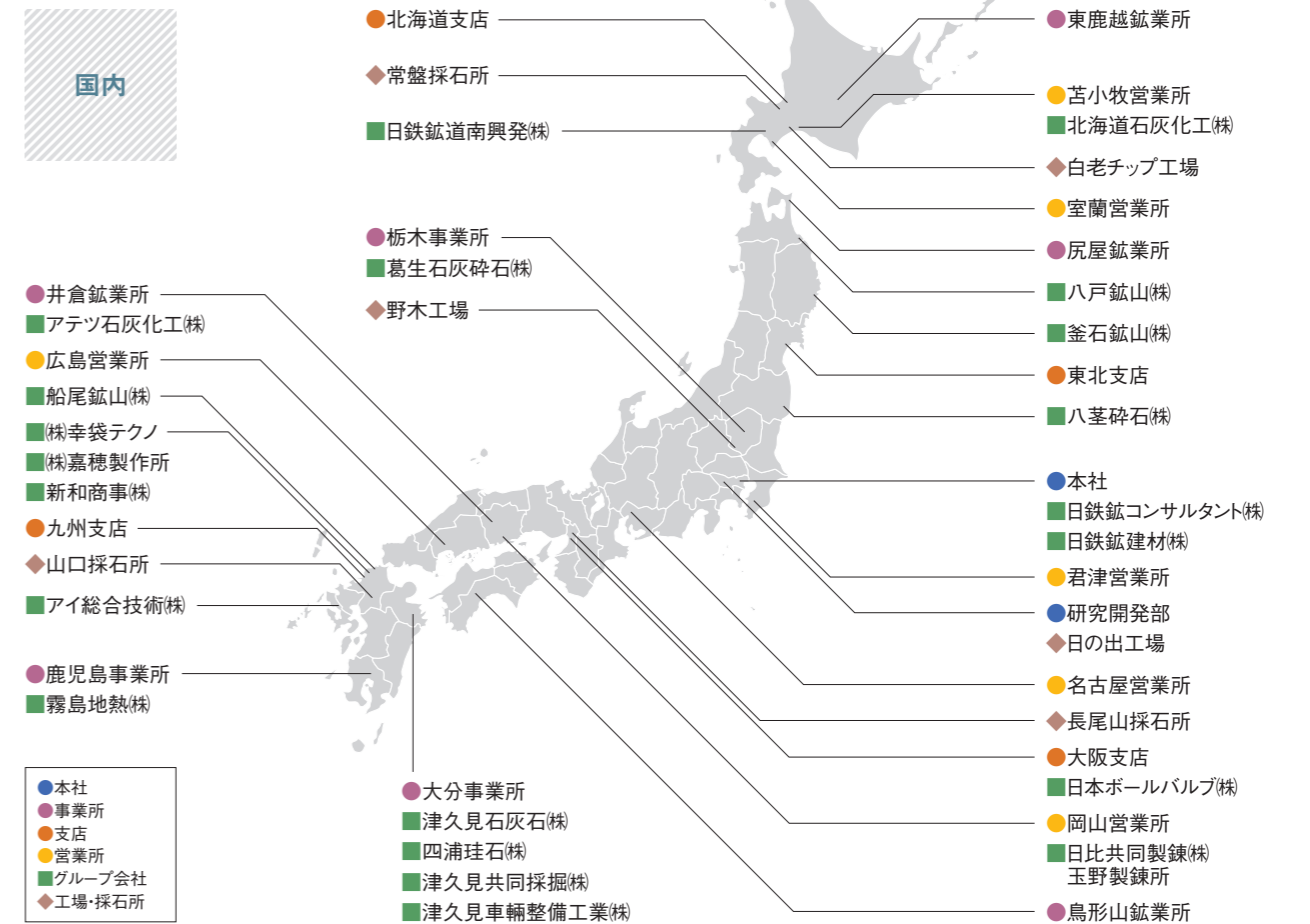 国内
北海道支店
常盤採石所
日鉄鉱道南興発㈱
栃木事業所
葛生石灰砕石㈱
野木工場
井倉鉱業所
アテツ石灰化工㈱
広島営業所
船尾鉱山㈱
㈱幸袋テクノ
㈱嘉穂製作所
新和商事㈱
九州支店
山口採石所
アイ総合技術㈱
鹿児島事業所
霧島地熱㈱
本社
事業所
支店
営業所
グループ会社
工場・採石所
大分事業所
津久見石灰石㈱
四浦珪石㈱
津久見共同採掘㈱
津久見車輌整備工業㈱
東鹿越鉱業所
苫小牧営業所
北海道石灰化工㈱
白老チップ工場
室蘭営業所
尻屋鉱業所
八戸鉱山㈱
釜石鉱山㈱
東北支店
八茎砕石㈱
本社
日鉄鉱コンサルタント㈱
日鉄鉱建材㈱
君津営業所
研究開発部
日の出工場
名古屋営業所
長尾山採石所
大阪支店
日本ボールバルブ㈱
岡山営業所
日比共同製錬㈱
玉野製錬所
鳥形山鉱業所